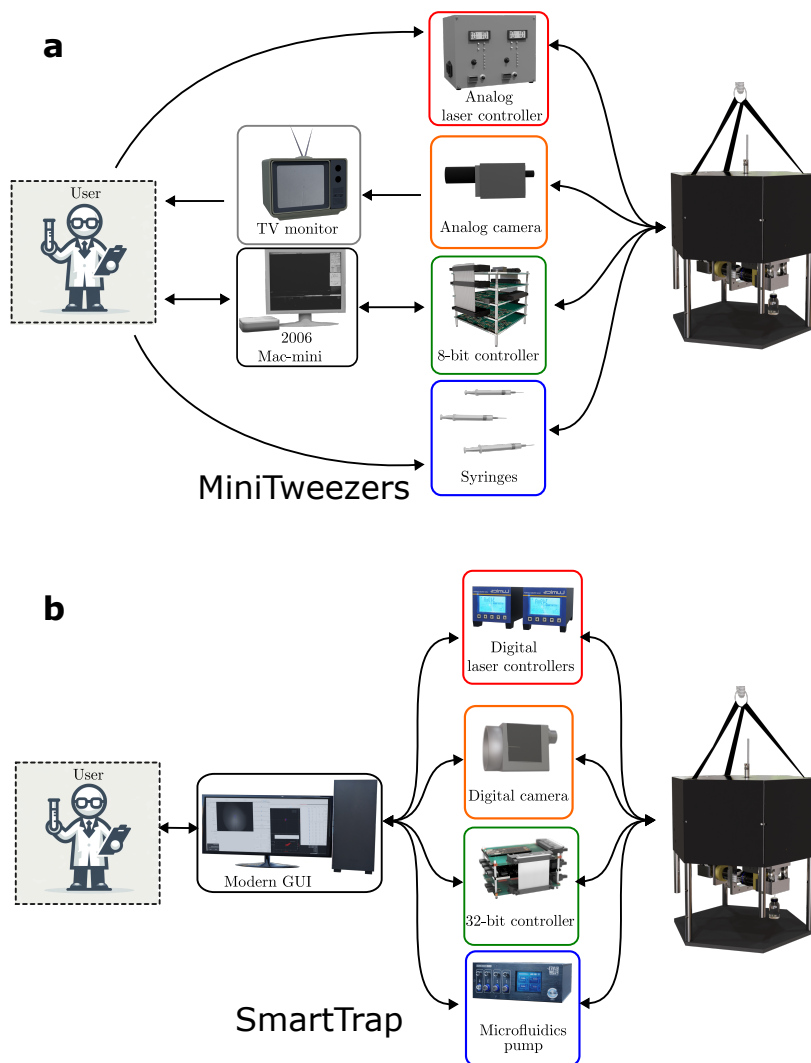 a
Analog
laser controller
User
TV monitor
Analog camera
2006
Mac-mini
8-bit controller
Syringes
MiniTweezers
b
Digital
laser controllers
User
Digital camera
Modern GUI
32-bit controller
Microfluidics
pump
SmartTrap